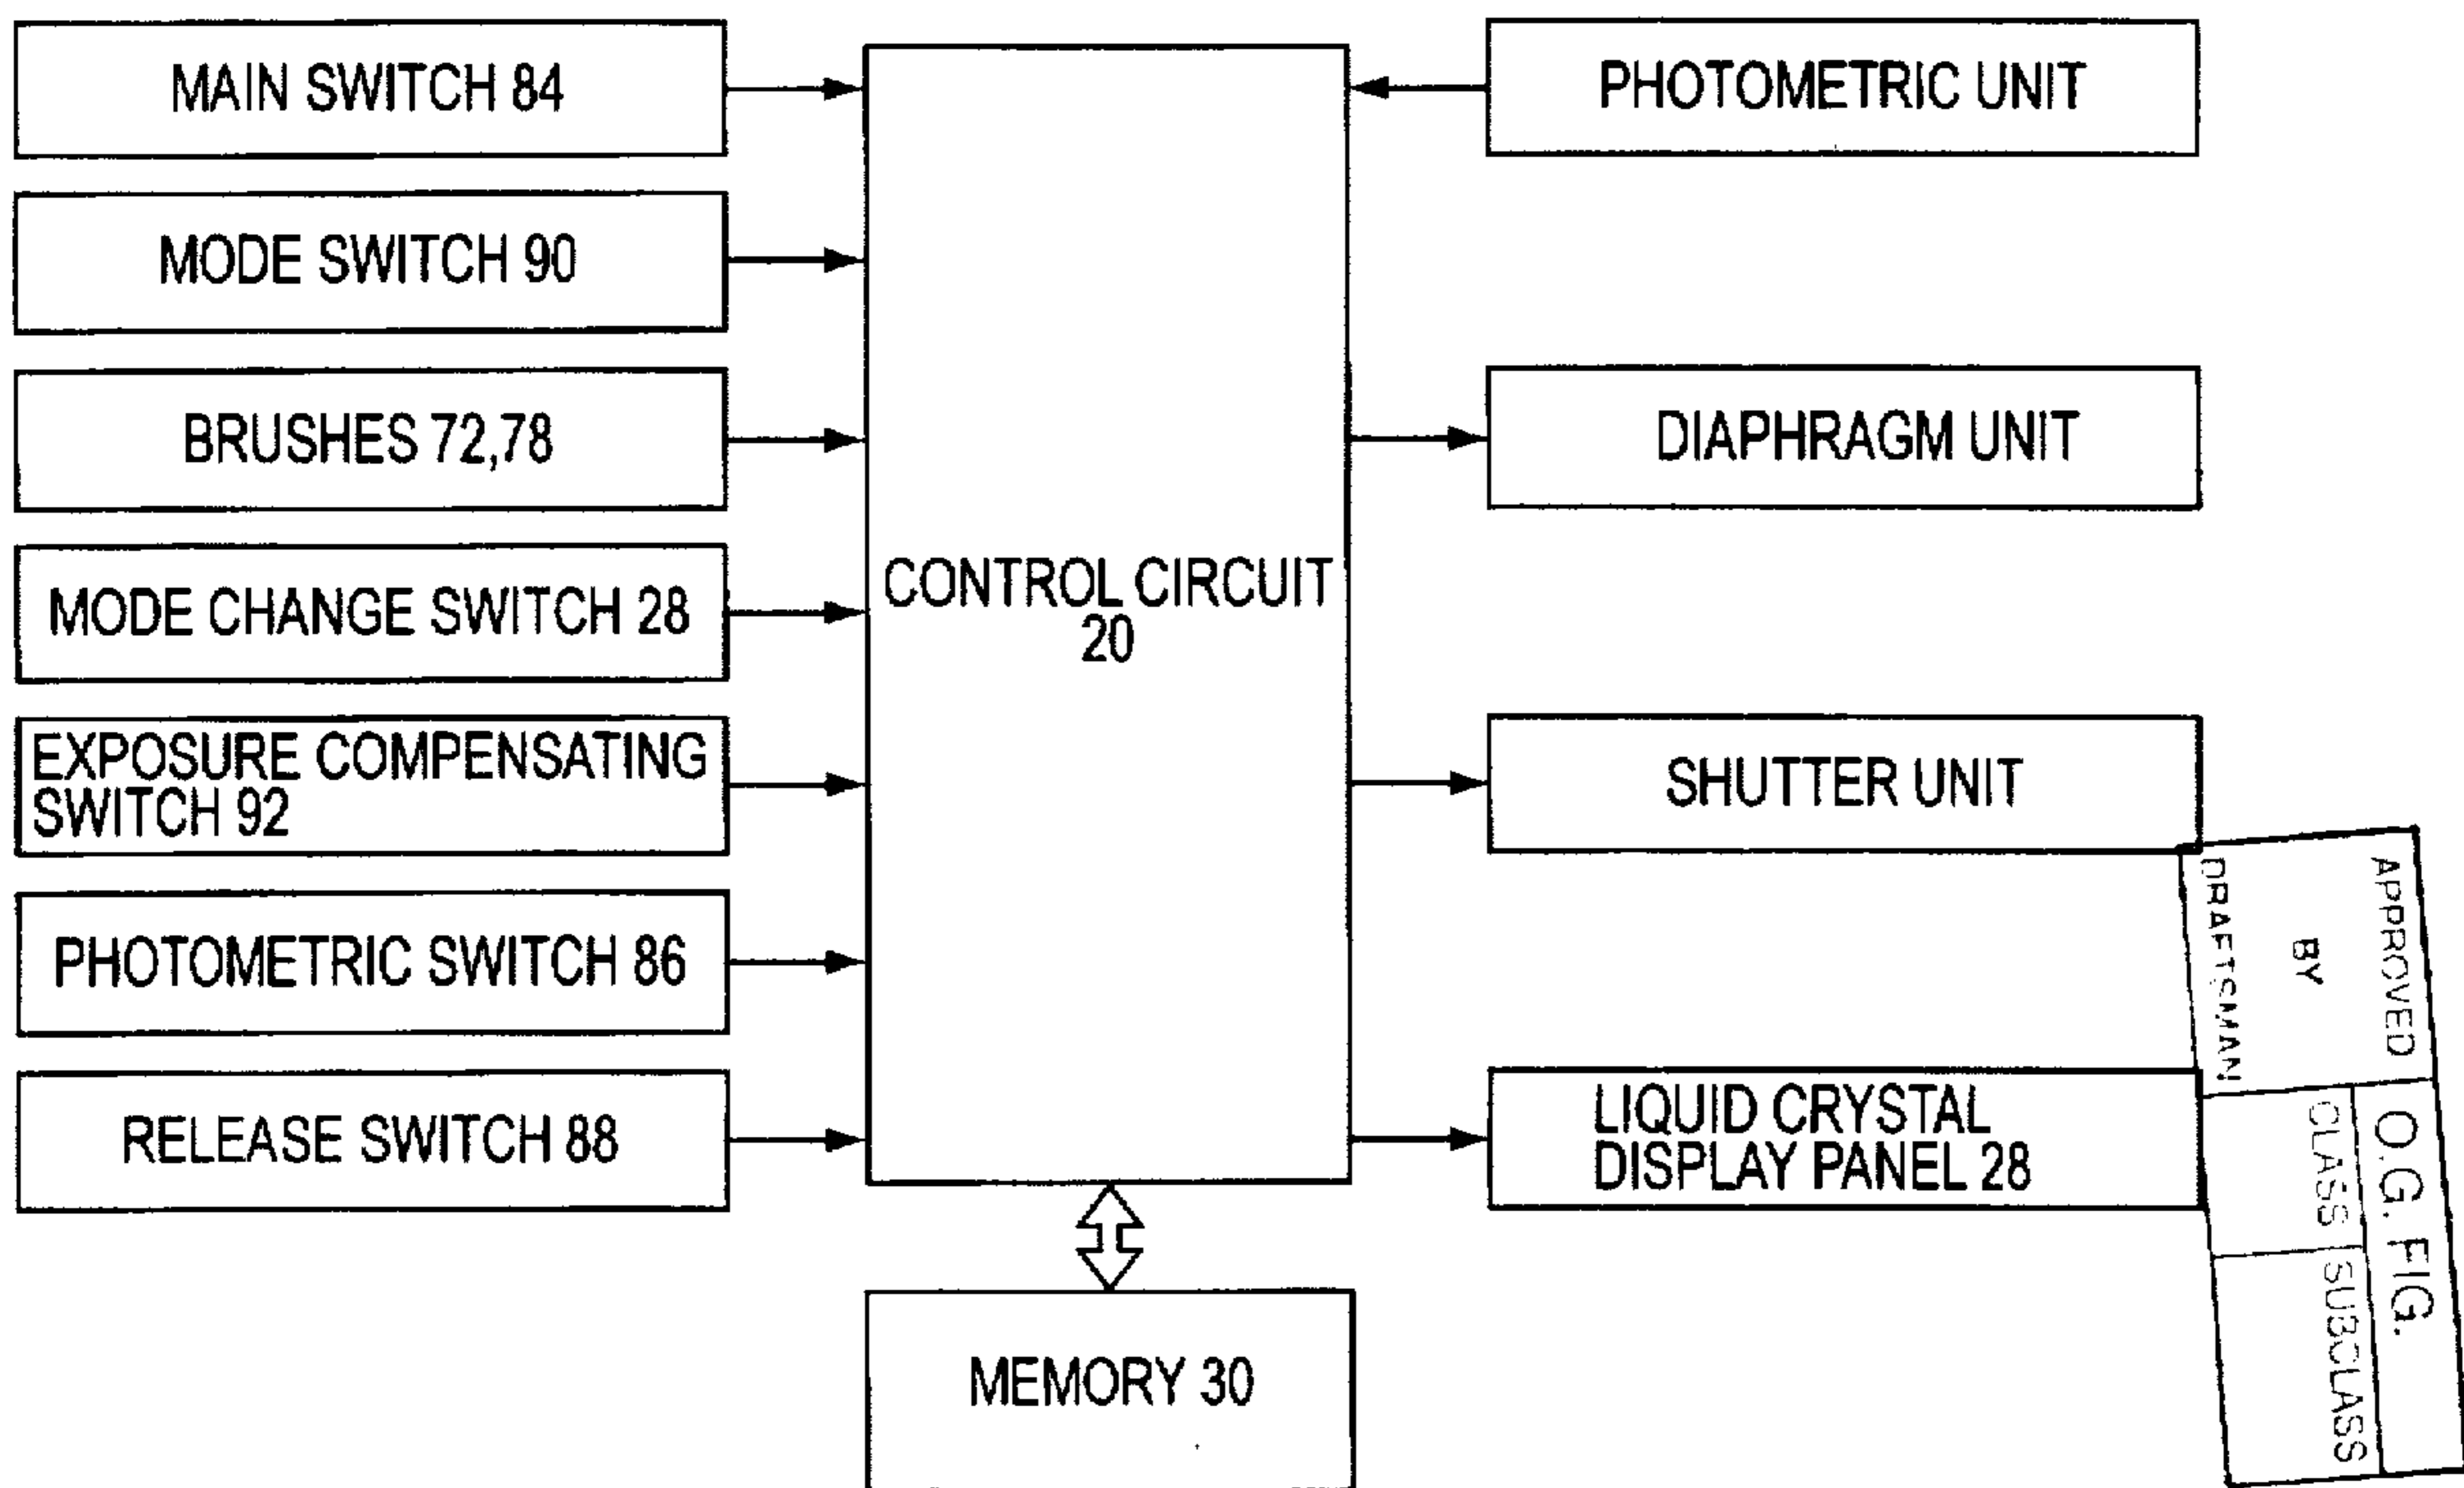 MAIN SWITCH 84
MODE SWITCH 90
BRUSHES 72,78
MODE CHANGE SWITCH 28
EXPOSURE COMPENSATING
SWITCH 92
PHOTOMETRIC SWITCH 86
RELEASE SWITCH 88
CONTROL CIRCUIT
20
MEMORY 30
PHOTOMETRIC UNIT
DIAPHRAGM UNIT
SHUTTER UNIT
LIQUID CRYSTAL
DISPLAY PANEL 28
APPROVED
BY
DRAFTSMAN
O.G. FIG.
CLASS
SUBCLASS